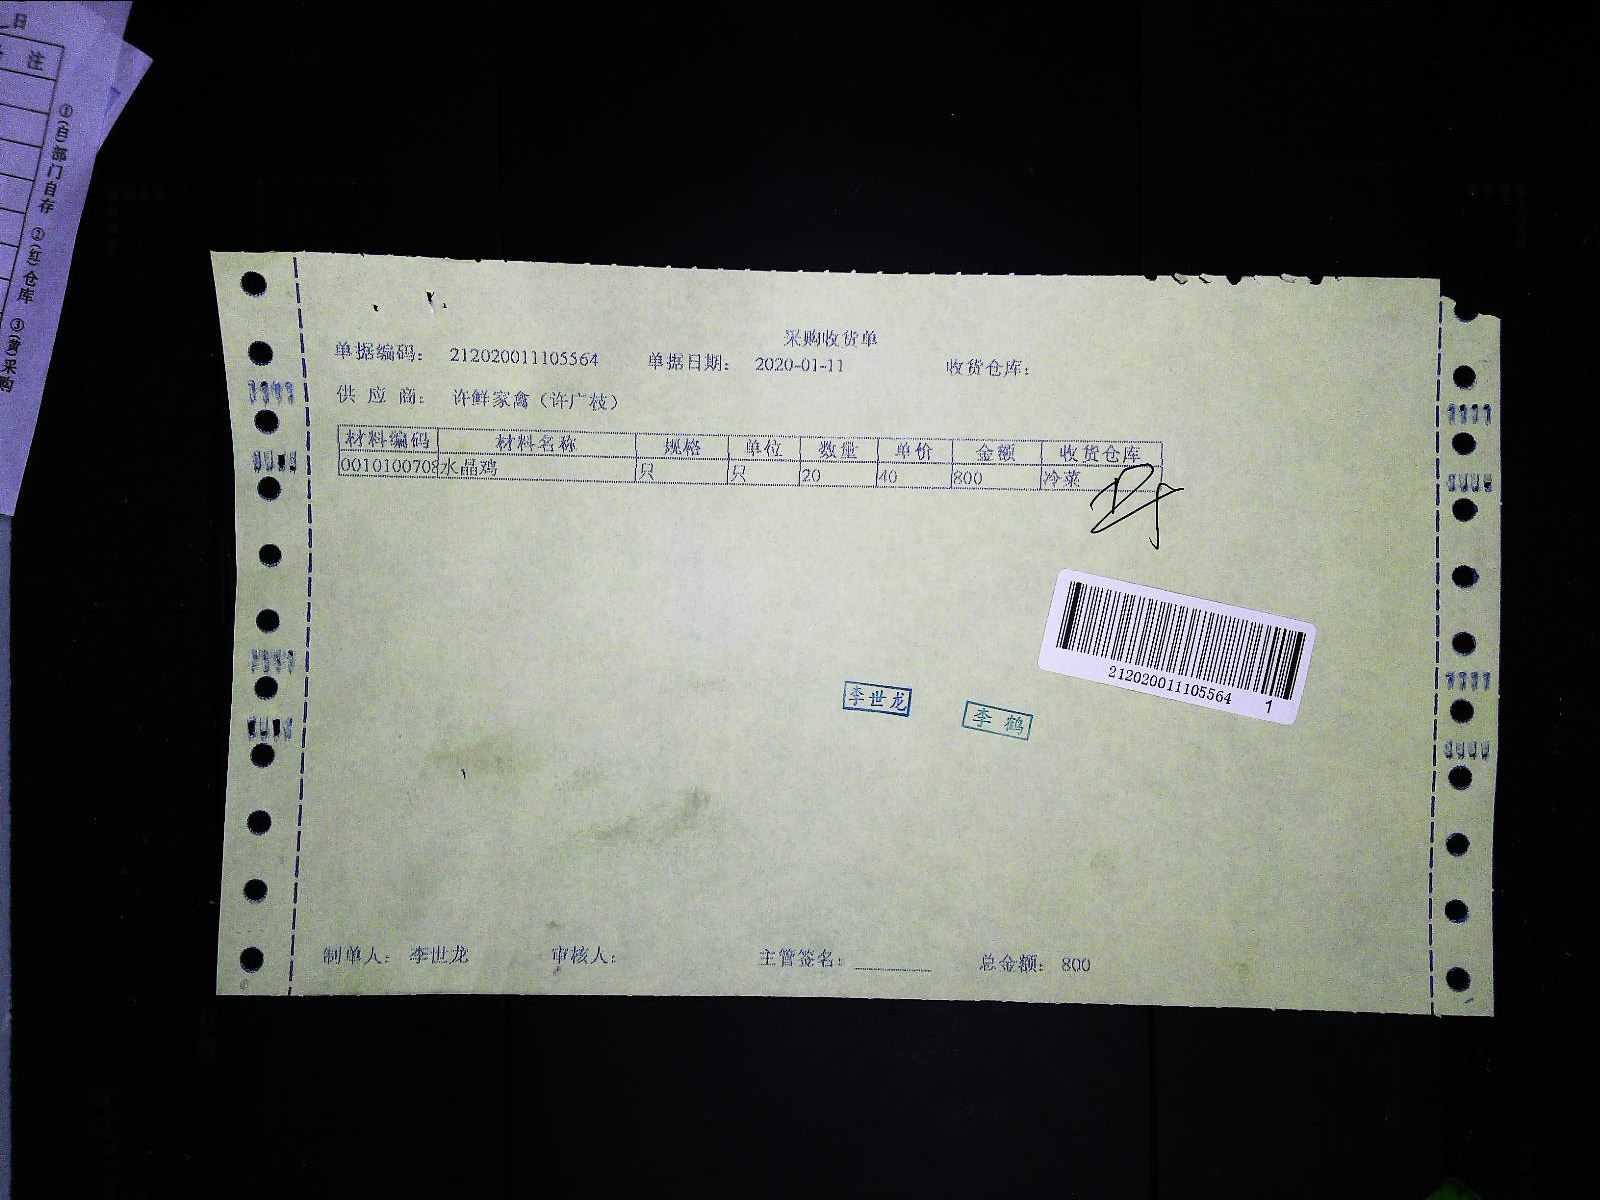 日
注
①(白)部门自存 ②(红)仓库 ③(黄)采购
采购收货单
单据编码： 212020011105564 单据日期： 2020-01-11 收货仓库：
供 应 商： 许鲜家禽（许广枝）
材料编码 材料名称 规格 单位 数量 单价 金额 收货仓库
0010100708 水晶鸡 只 只 20 40 800 冷菜
212020011105564 1
李世龙
李鹤
制单人： 李世龙 审核人： 主管签名： 总金额： 800